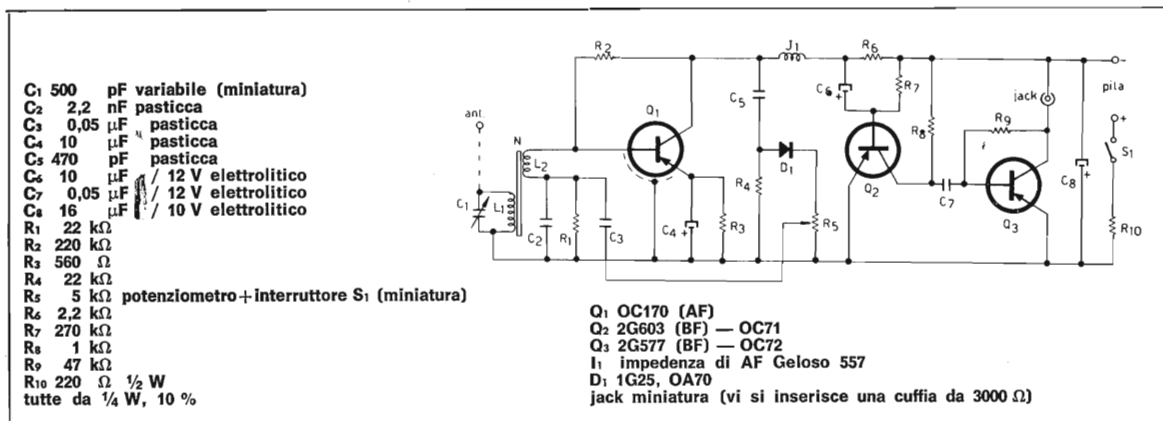 C1 500 pF variabile (miniatura)
C2 2,2 nF pasticca
C3 0,05 µF pasticca
C4 10 µF pasticca
C5 470 pF pasticca
C6 10 µF / 12 V elettrolitico
C7 0,05 µF / 12 V elettrolitico
C8 16 µF / 10 V elettrolitico
R1 22 kΩ
R2 220 kΩ
R3 560 Ω
R4 22 kΩ
R5 5 kΩ potenziometro+interruttore S1 (miniatura)
R6 2,2 kΩ
R7 270 kΩ
R8 1 kΩ
R9 47 kΩ
R10 220 Ω ½ W
tutte da ¼ W, 10 %
ant.
C1
L1
N
L2
C2
R1
C3
R2
Q1
C4
+
R3
C5
R4
J1
D1
R5
R6
C6
+
R7
Q2
R8
C7
R9
Q3
jack
C8
+
-
pila
+
S1
R10
Q1 OC170 (AF)
Q2 2G603 (BF) — OC71
Q3 2G577 (BF) — OC72
I1 impedenza di AF Geloso 557
D1 1G25, OA70
jack miniatura (vi si inserisce una cuffia da 3000 Ω)